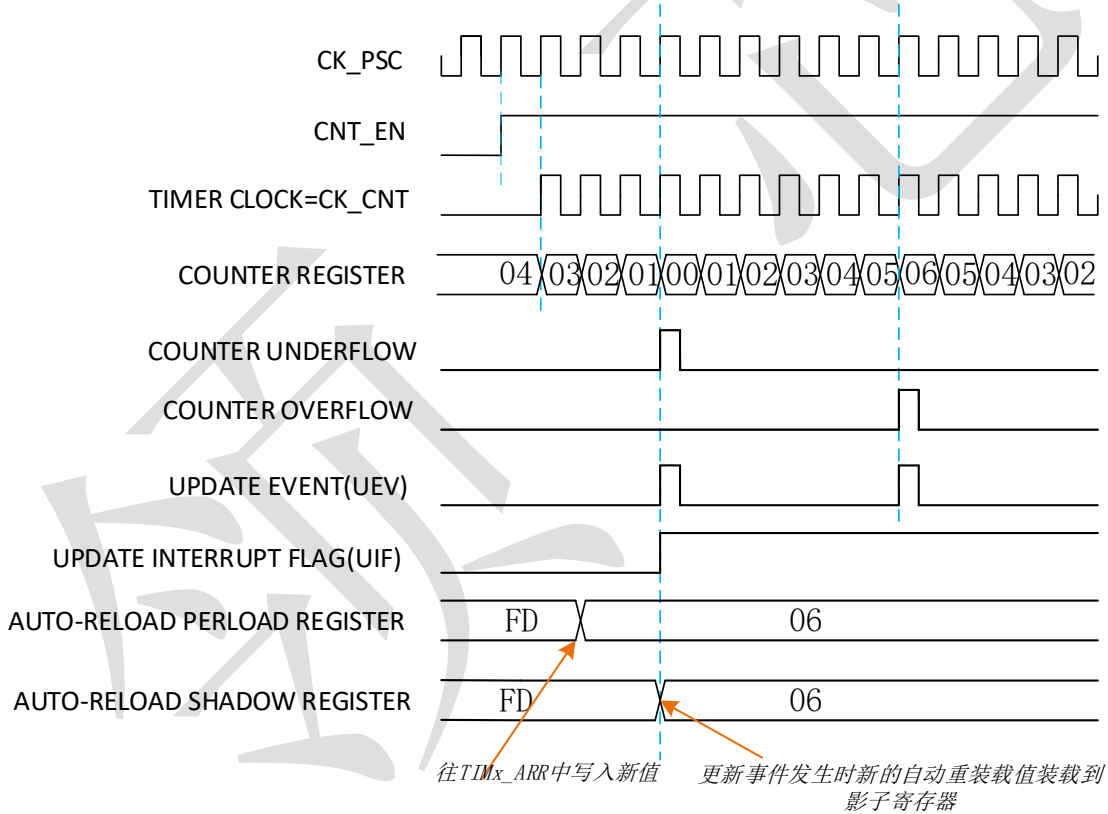 CK_PSC
CNT_EN
TIMER CLOCK=CK_CNT
COUNTER REGISTER
04 03 02 01 00 01 02 03 04 05 06 05 04 03 02
COUNTER UNDERFLOW
COUNTER OVERFLOW
UPDATE EVENT(UEV)
UPDATE INTERRUPT FLAG(UIF)
AUTO-RELOAD PERLOAD REGISTER
FD 06
AUTO-RELOAD SHADOW REGISTER
FD 06
往TIMx_ARR中写入新值
更新事件发生时新的自动重装载值装载到
影子寄存器